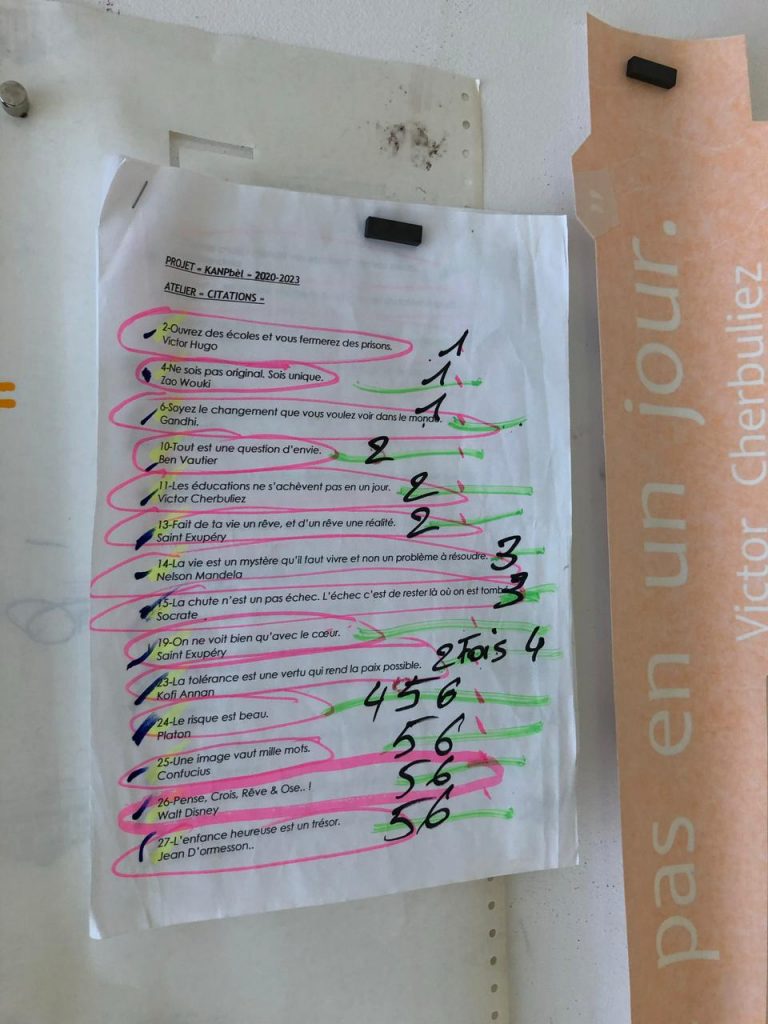 PROJET – KANPbèl – 2020-2023
ATELIER – CITATIONS –
2-Ouvrez des écoles et vous fermerez des prisons.
Victor Hugo
1
4-Ne sois pas original. Sois unique.
Zao Wouki
1
6-Soyez le changement que vous voulez voir dans le monde.
Gandhi.
1
10-Tout est une question d'envie.
Ben Vautier
2
11-Les éducations ne s'achèvent pas en un jour.
Victor Cherbuliez
2
13-Fait de ta vie un rêve, et d'un rêve une réalité.
Saint Exupéry
2
14-La vie est un mystère qu'il faut vivre et non un problème à résoudre.
Nelson Mandela
3
15-La chute n'est pas un échec. L'échec c'est de rester là où on est
Socrate
3
19-On ne voit bien qu'avec le cœur.
Saint Exupéry
2 Fois 4
23-La tolérance est une vertu qui rend la paix possible.
Kofi Annan
4 5 6
24-Le risque est beau.
Platon
5 6
25-Une image vaut mille mots.
Confucius
5 6
26-Pense, Crois, Rêve & Ose.. !
Walt Disney
5 6
27-L'enfance heureuse est un trésor.
Jean D'ormesson..
pas en un jour."
Victor Cherbuliez